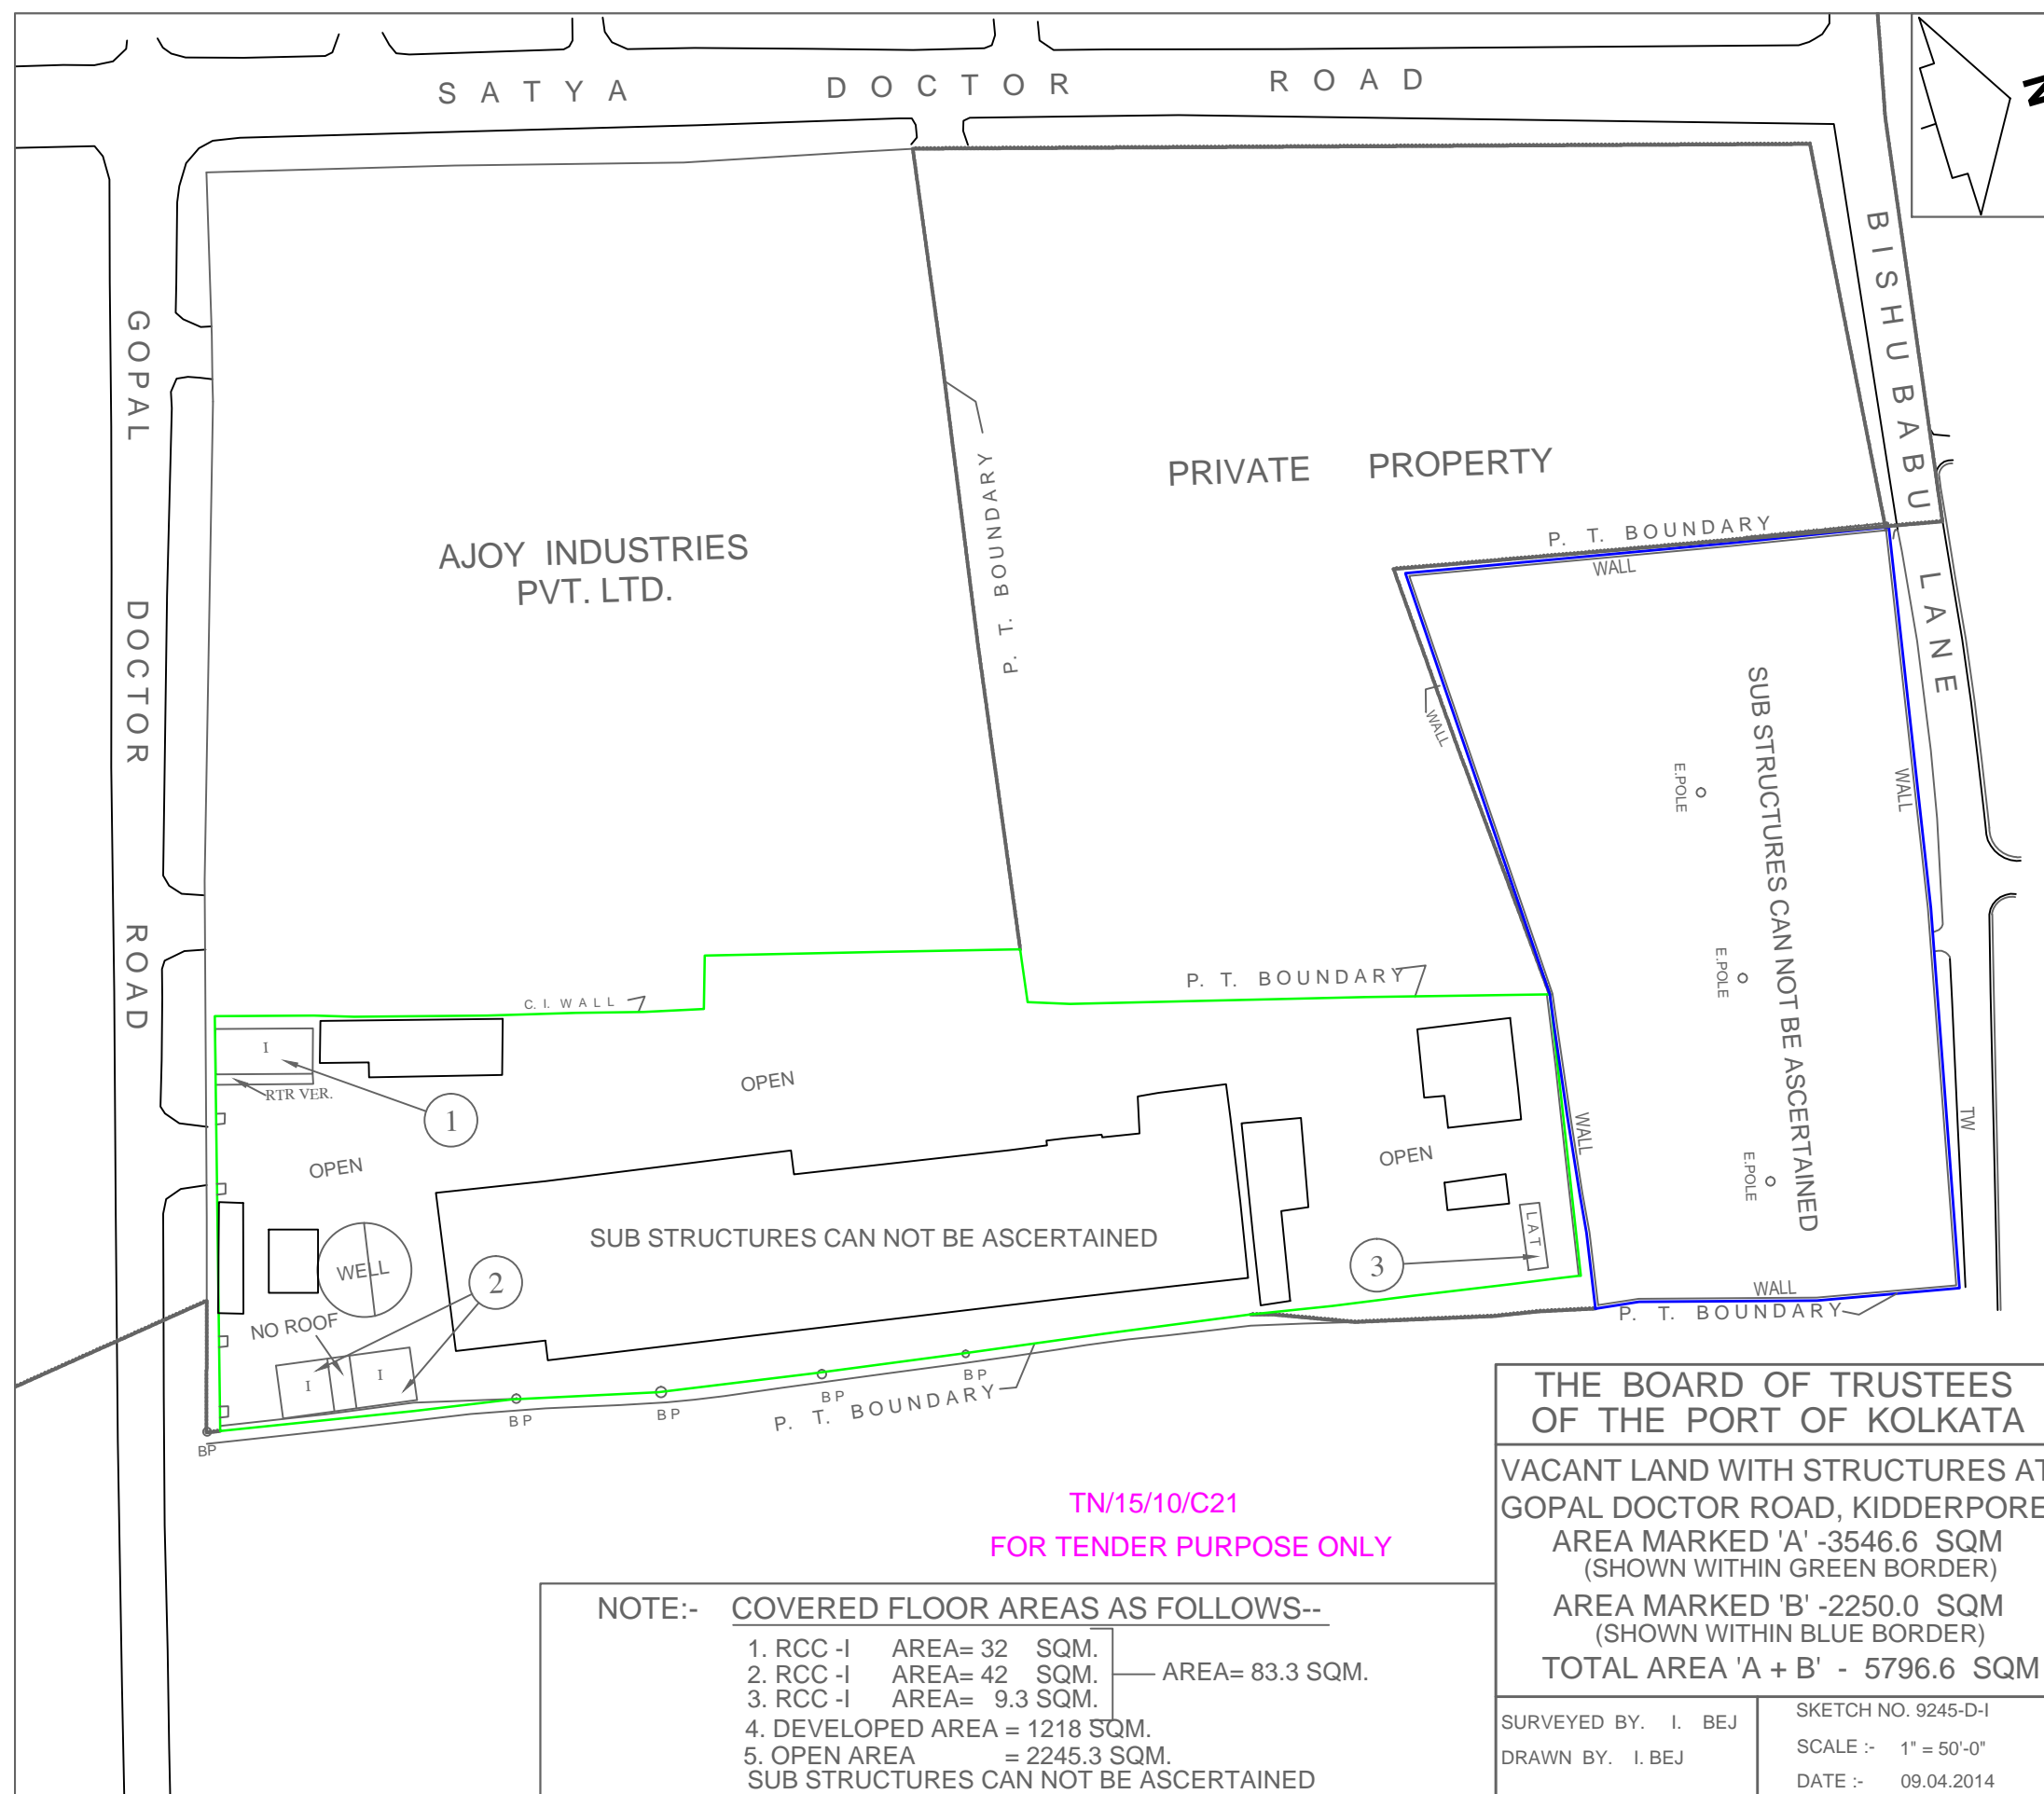 SATYA DOCTOR ROAD
N
BISHUBABU LANE
GOPAL DOCTOR ROAD
AJOY INDUSTRIES
PVT. LTD.
P. T. BOUNDARY
PRIVATE PROPERTY
P. T. BOUNDARY
WALL
WALL
WALL
E.POLE
E.POLE
E.POLE
SUB STRUCTURES CAN NOT BE ASCERTAINED
TW
C. I. WALL
P. T. BOUNDARY
I
RTR VER.
1
OPEN
OPEN
OPEN
WALL
LAT
3
SUB STRUCTURES CAN NOT BE ASCERTAINED
WELL
2
NO ROOF
I
I
WALL
P. T. BOUNDARY
BP
BP
BP
BP
BP
P. T. BOUNDARY
TN/15/10/C21
FOR TENDER PURPOSE ONLY
THE BOARD OF TRUSTEES
OF THE PORT OF KOLKATA
VACANT LAND WITH STRUCTURES AT
GOPAL DOCTOR ROAD, KIDDERPORE
AREA MARKED 'A' -3546.6 SQM
(SHOWN WITHIN GREEN BORDER)
AREA MARKED 'B' -2250.0 SQM
(SHOWN WITHIN BLUE BORDER)
TOTAL AREA 'A + B' - 5796.6 SQM
SURVEYED BY. I. BEJ
DRAWN BY. I. BEJ
SKETCH NO. 9245-D-I
SCALE :- 1" = 50'-0"
DATE :- 09.04.2014
NOTE:- COVERED FLOOR AREAS AS FOLLOWS--
1. RCC -I AREA= 32 SQM.
2. RCC -I AREA= 42 SQM.
3. RCC -I AREA= 9.3 SQM.
AREA= 83.3 SQM.
4. DEVELOPED AREA = 1218 SQM.
5. OPEN AREA = 2245.3 SQM.
SUB STRUCTURES CAN NOT BE ASCERTAINED